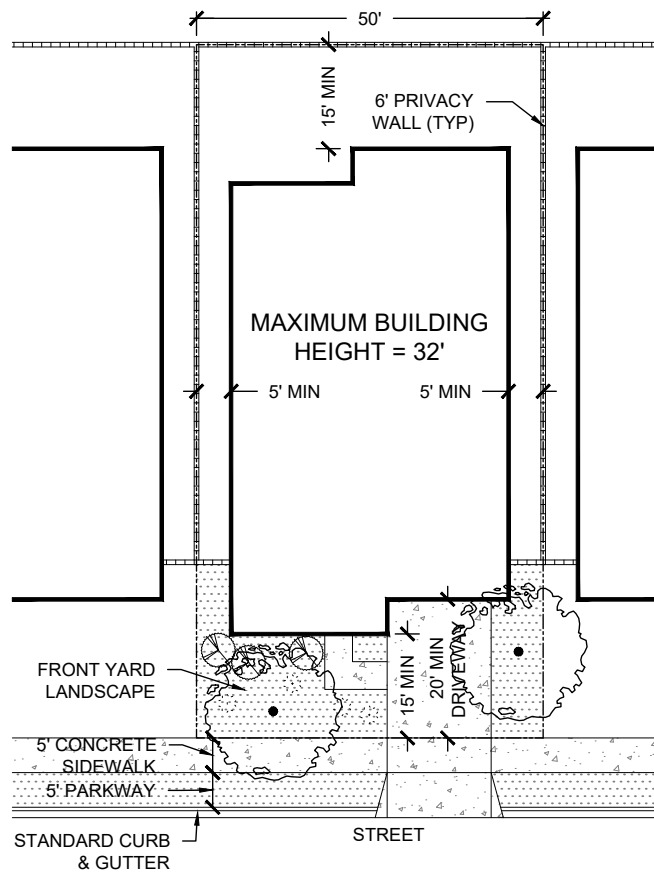 50'
15' MIN
6' PRIVACY
WALL (TYP)
MAXIMUM BUILDING
HEIGHT = 32'
5' MIN
5' MIN
FRONT YARD
LANDSCAPE
15' MIN
20' MIN
DRIVEWAY
5' CONCRETE
SIDEWALK
5' PARKWAY
STANDARD CURB
& GUTTER
STREET